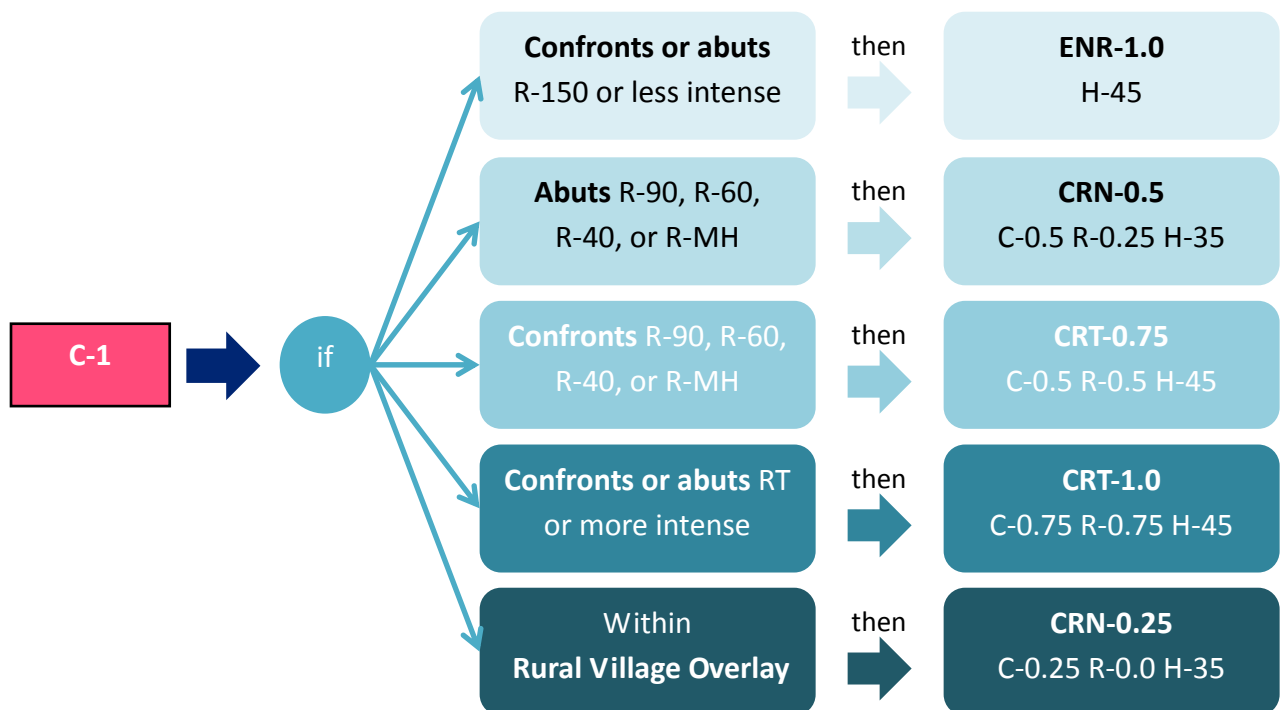 Confronts or abuts
R-150 or less intense
then
ENR-1.0
H-45
Abuts R-90, R-60,
R-40, or R-MH
then
CRN-0.5
C-0.5 R-0.25 H-35
C-1
if
Confronts R-90, R-60,
R-40, or R-MH
then
CRT-0.75
C-0.5 R-0.5 H-45
Confronts or abuts RT
or more intense
then
CRT-1.0
C-0.75 R-0.75 H-45
Within
Rural Village Overlay
then
CRN-0.25
C-0.25 R-0.0 H-35